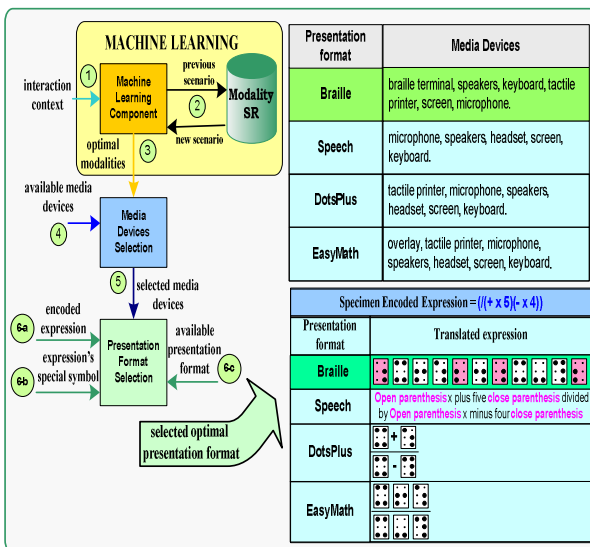 MACHINE LEARNING
1
interaction
context
Machine
Learning
Component
previous
scenario
2
new scenario
Modality
SR
optimal
modalities
3
available media
devices
4
Media
Devices
Selection
5
selected media
devices
6-a
encoded
expression
6-b
expression's
special symbol
Presentation
Format
Selection
available
presentation
format
6-c
selected optimal
presentation format
Presentation
format
Media Devices
Braille
braille terminal, speakers, keyboard, tactile
printer, screen, microphone.
Speech
microphone, speakers, headset, screen,
keyboard.
DotsPlus
tactile printer, microphone, speakers,
headset, screen, keyboard.
EasyMath
overlay, tactile printer, microphone,
speakers, headset, screen, keyboard.
Specimen Encoded Expression = (/(+ x 5)(- x 4))
Presentation
format
Translated expression
Braille
Speech
Open parenthesis x plus five close parenthesis divided
by Open parenthesis x minus four close parenthesis
DotsPlus
+
-
EasyMath